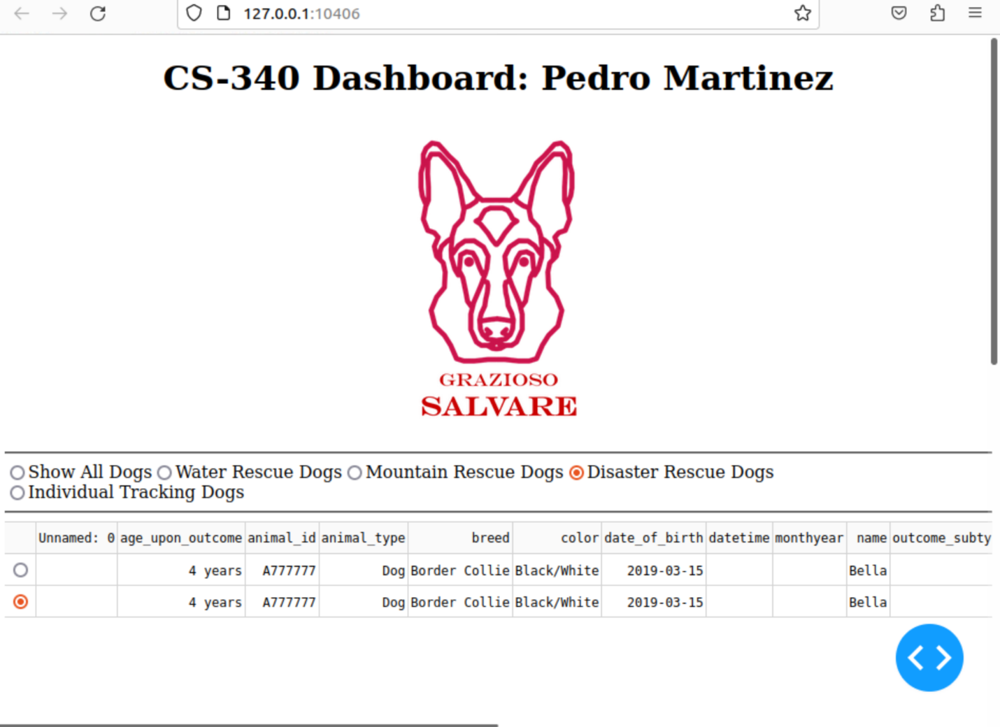 127.0.0.1:10406
CS-340 Dashboard: Pedro Martinez
GRAZIOSO
SALVARE
Show All Dogs Water Rescue Dogs Mountain Rescue Dogs Disaster Rescue Dogs
Individual Tracking Dogs
Unnamed: 0 age_upon_outcome animal_id animal_type breed color date_of_birth datetime monthyear name outcome_subty
4 years A777777 Dog Border Collie Black/White 2019-03-15 Bella
4 years A777777 Dog Border Collie Black/White 2019-03-15 Bella